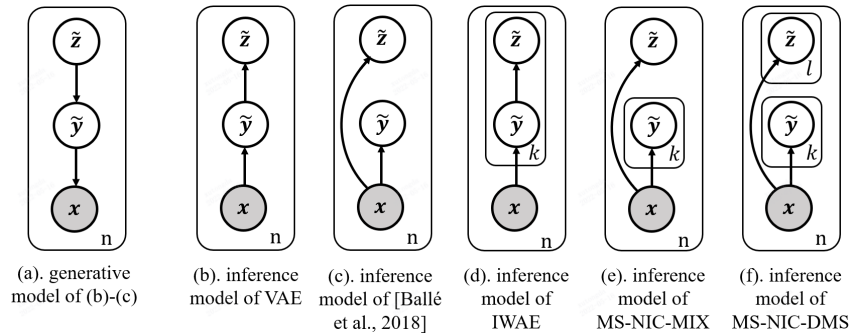 z̃
ỹ
x
n
z̃
ỹ
x
n
z̃
ỹ
x
n
z̃
ỹ
k
x
n
z̃
ỹ
k
x
n
z̃
l
ỹ
k
x
n
(a). generative
model of (b)-(c)
(b). inference
model of VAE
(c). inference
model of [Ballé
et al., 2018]
(d). inference
model of
IWAE
(e). inference
model of
MS-NIC-MIX
(f). inference
model of
MS-NIC-DMS